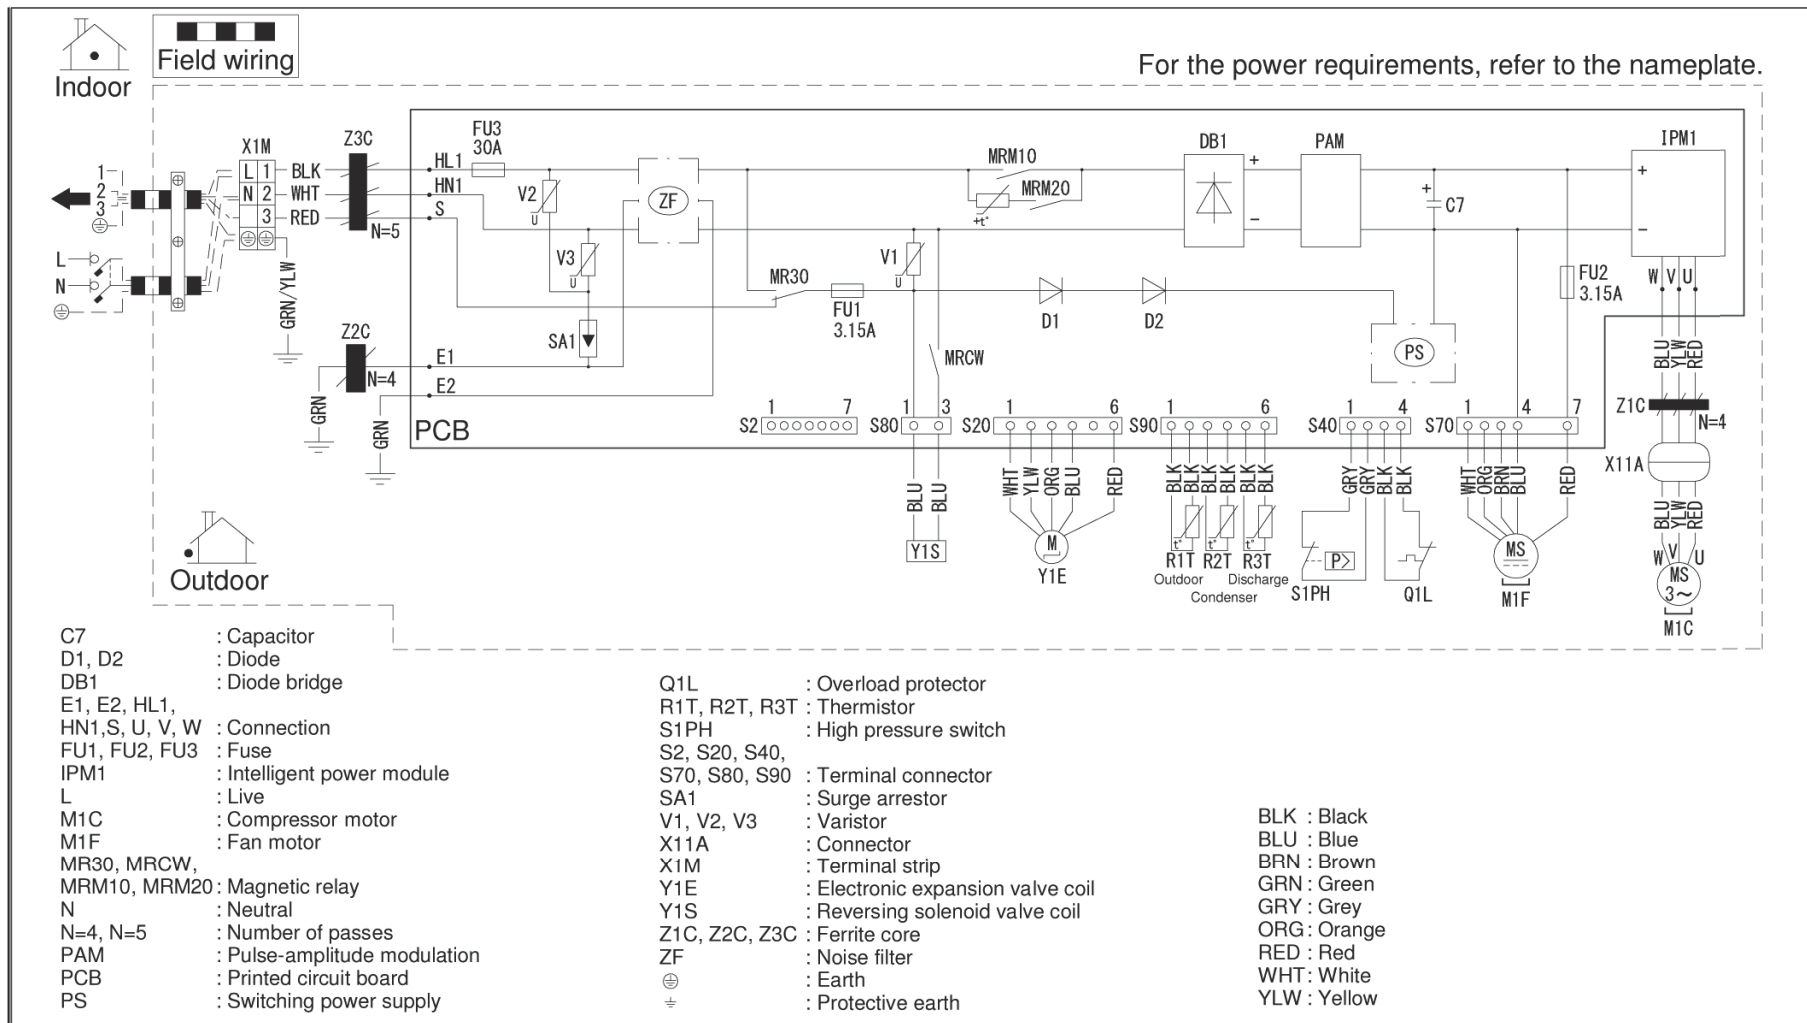 Indoor
Field wiring
For the power requirements, refer to the nameplate.
X1M
Z3C
FU3
30A
MRM10
DB1
PAM
IPM1
1
2
3
L 1 BLK
N 2 WHT
3 RED
N=5
HL1
HN1
S
V2
U
ZF
MRM20
+t°
+
−
+
C7
+
−
L
N
GRN/YLW
V3
U
V1
U
MR30
FU1
3.15A
D1
D2
FU2
3.15A
W V U
Z2C
N=4
SA1
E1
E2
MRCW
PS
BLU YLW RED
GRN
GRN
PCB
S2 1 7
S80 1 3
S20 1 6
S90 1 6
S40 1 4
S70 1 4 7
Z1C
N=4
X11A
BLU BLU
WHT YLW ORG BLU RED
BLK BLK BLK BLK BLK BLK
GRY GRY BLK BLK
WHT ORG BRN BLU RED
BLU YLW RED
Y1S
M
Y1E
t° t° t°
R1T R2T R3T
Outdoor Discharge
Condenser
P>
S1PH
Q1L
MS
M1F
W V U
MS
3~
M1C
Outdoor
C7 : Capacitor
D1, D2 : Diode
DB1 : Diode bridge
E1, E2, HL1,
HN1,S, U, V, W : Connection
FU1, FU2, FU3 : Fuse
IPM1 : Intelligent power module
L : Live
M1C : Compressor motor
M1F : Fan motor
MR30, MRCW,
MRM10, MRM20 : Magnetic relay
N : Neutral
N=4, N=5 : Number of passes
PAM : Pulse-amplitude modulation
PCB : Printed circuit board
PS : Switching power supply
Q1L : Overload protector
R1T, R2T, R3T : Thermistor
S1PH : High pressure switch
S2, S20, S40,
S70, S80, S90 : Terminal connector
SA1 : Surge arrestor
V1, V2, V3 : Varistor
X11A : Connector
X1M : Terminal strip
Y1E : Electronic expansion valve coil
Y1S : Reversing solenoid valve coil
Z1C, Z2C, Z3C : Ferrite core
ZF : Noise filter
: Earth
: Protective earth
BLK : Black
BLU : Blue
BRN : Brown
GRN : Green
GRY : Grey
ORG : Orange
RED : Red
WHT : White
YLW : Yellow